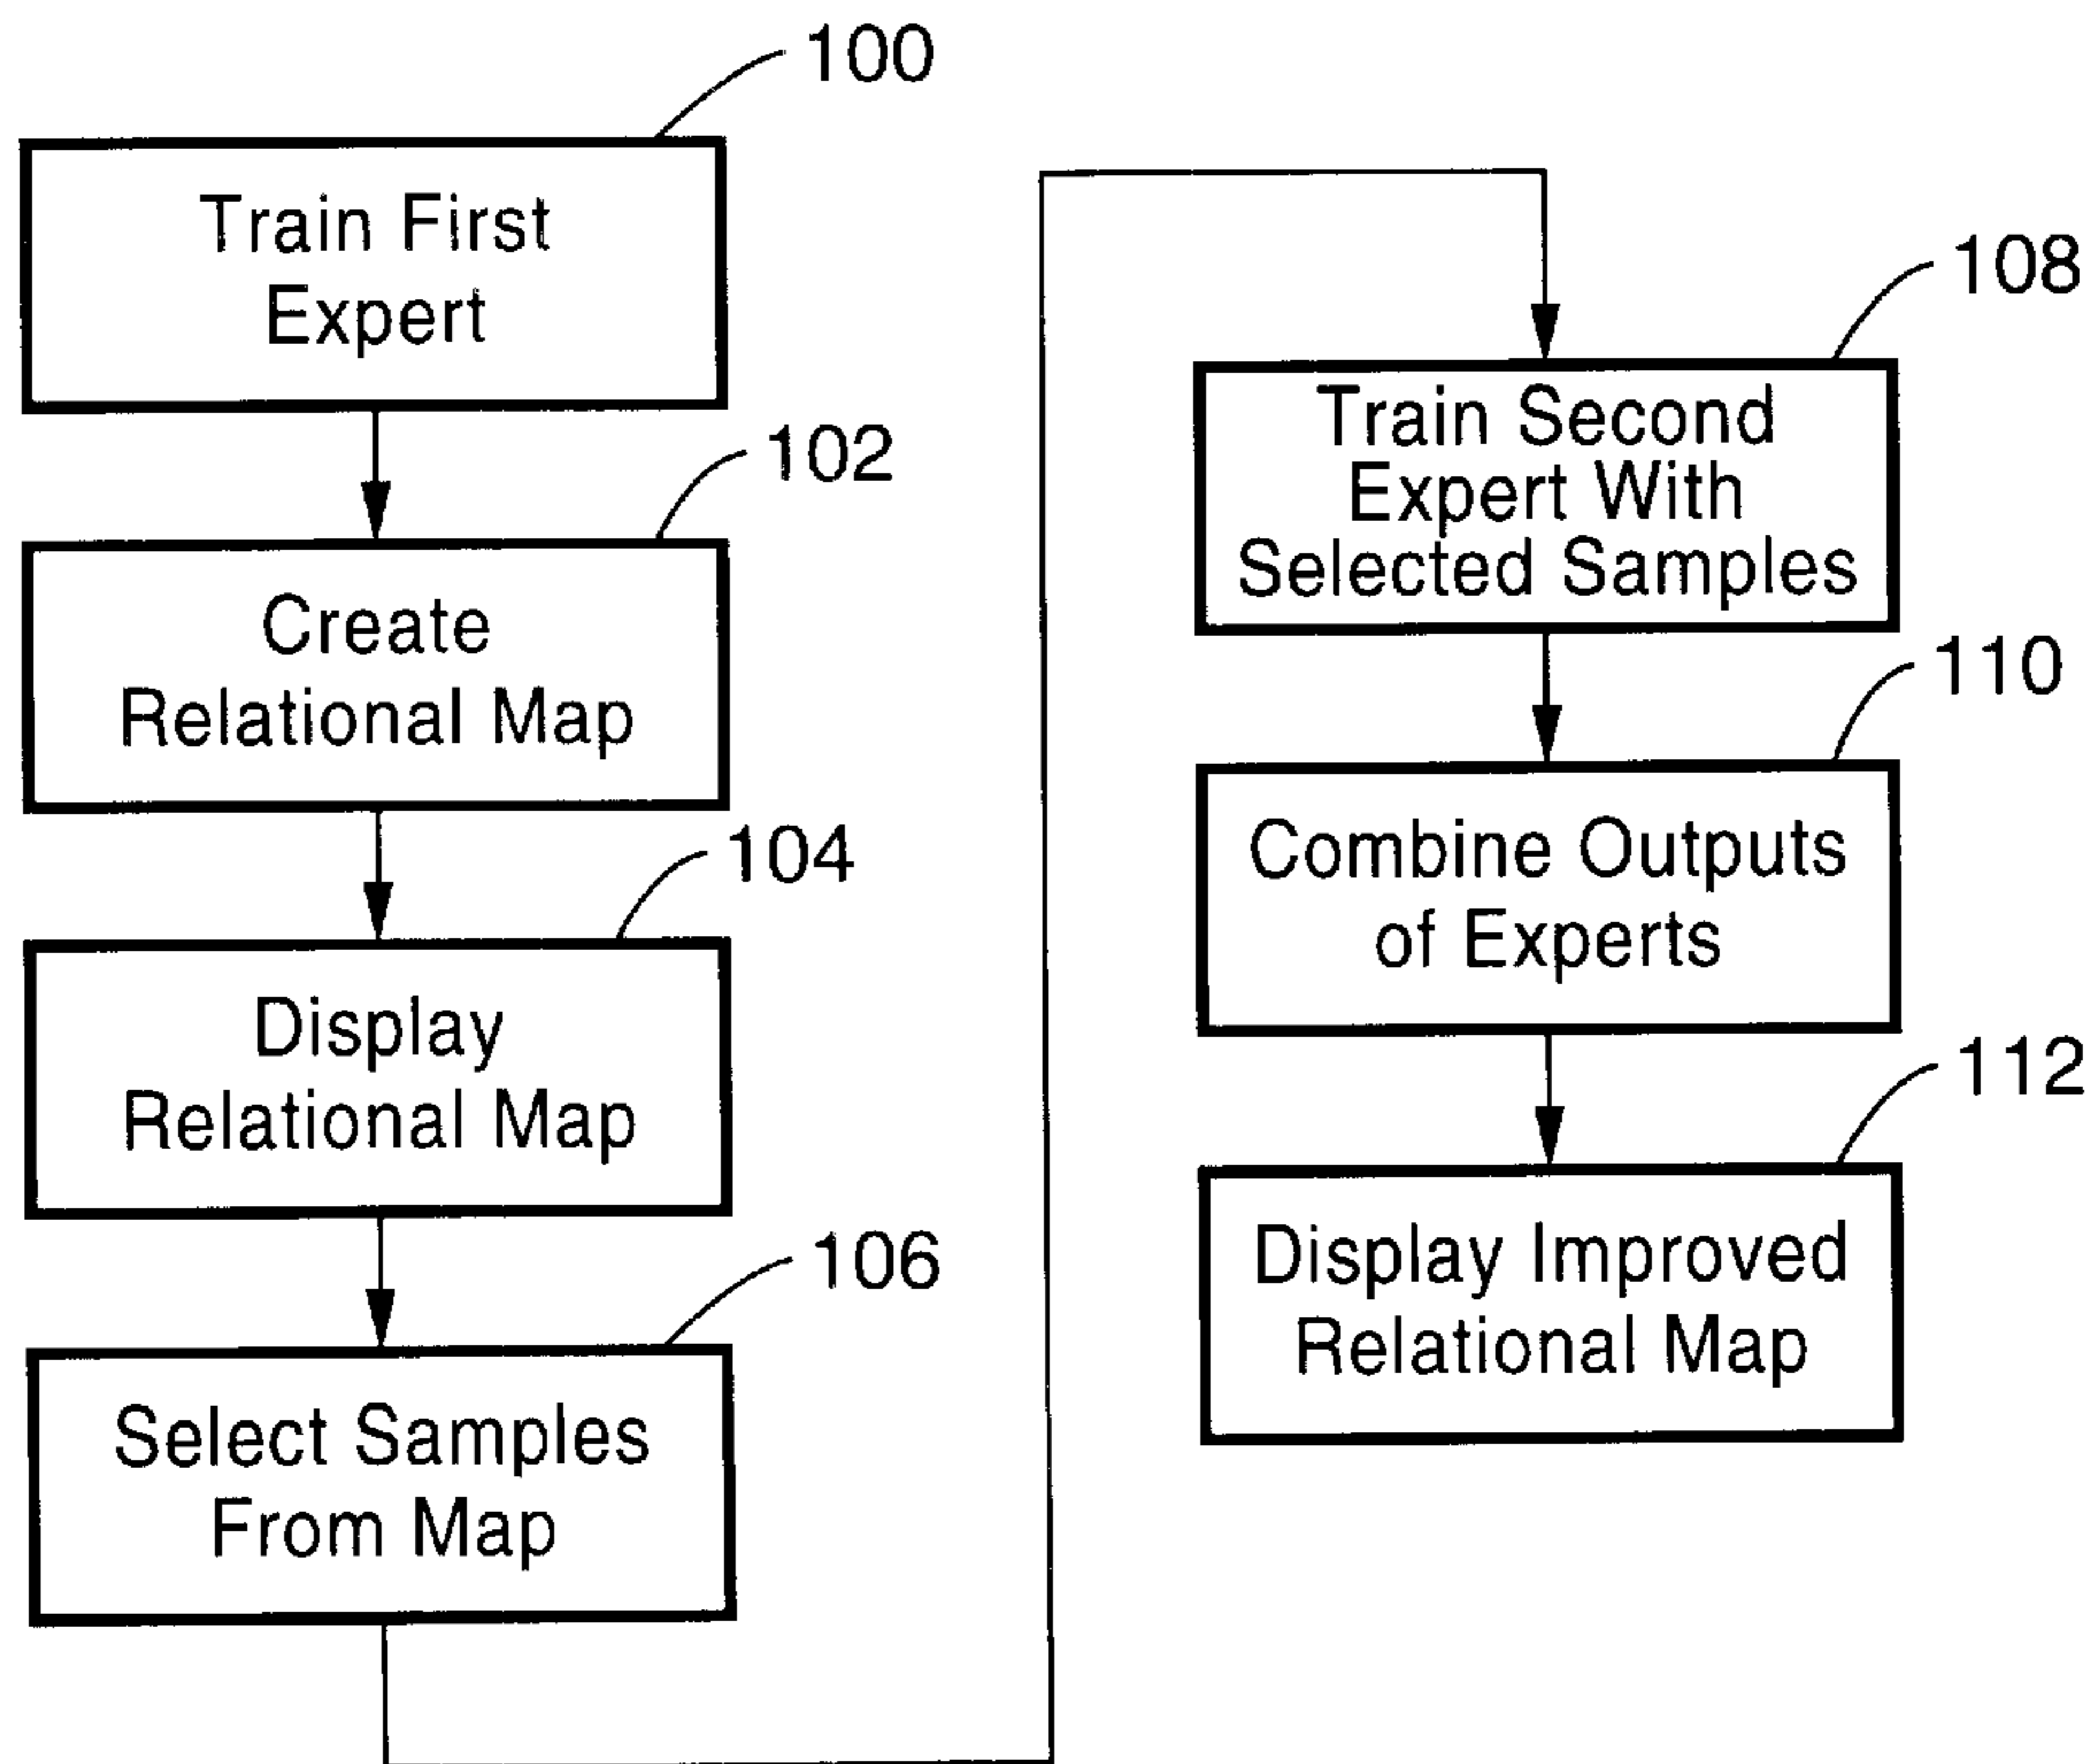 100
Train First
Expert
102
Create
Relational Map
104
Display
Relational Map
106
Select Samples
From Map
108
Train Second
Expert With
Selected Samples
110
Combine Outputs
of Experts
112
Display Improved
Relational Map